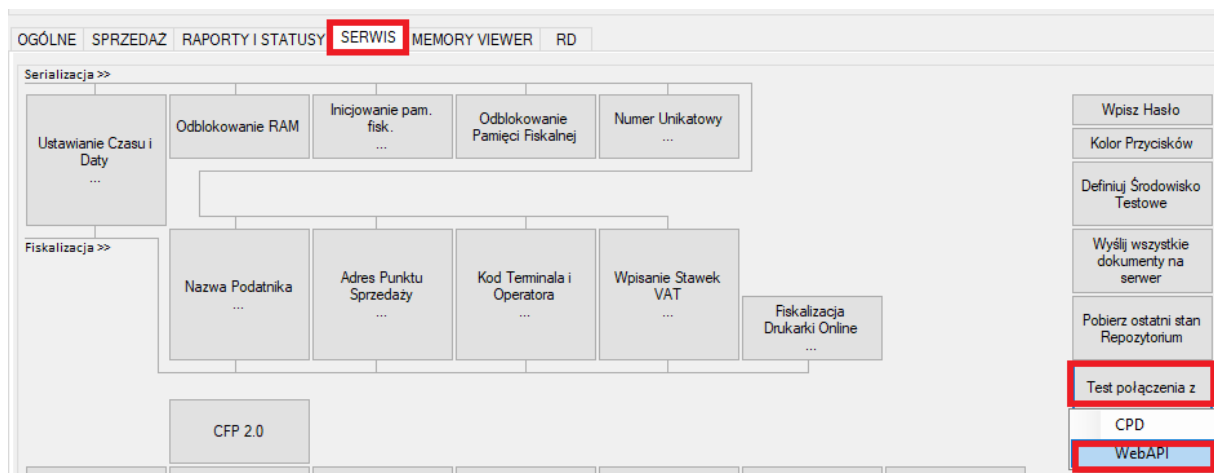 OGÓLNE SPRZEDAŻ RAPORTY I STATUSY SERWIS MEMORY VIEWER RD
Serializacja >>
Ustawianie Czasu i
Daty
...
Odblokowanie RAM
Inicjowanie pam.
fisk.
...
Odblokowanie
Pamięci Fiskalnej
Numer Unikatowy
...
Wpisz Hasło
Kolor Przycisków
Definiuj Środowisko
Testowe
Fiskalizacja >>
Nazwa Podatnika
...
Adres Punktu
Sprzedaży
...
Kod Terminala i
Operatora
...
Wpisanie Stawek
VAT
...
Fiskalizacja
Drukarki Online
...
Wyślij wszystkie
dokumenty na
serwer
Pobierz ostatni stan
Repozytorium
Test połączenia z
CPD
WebAPI
CFP 2.0